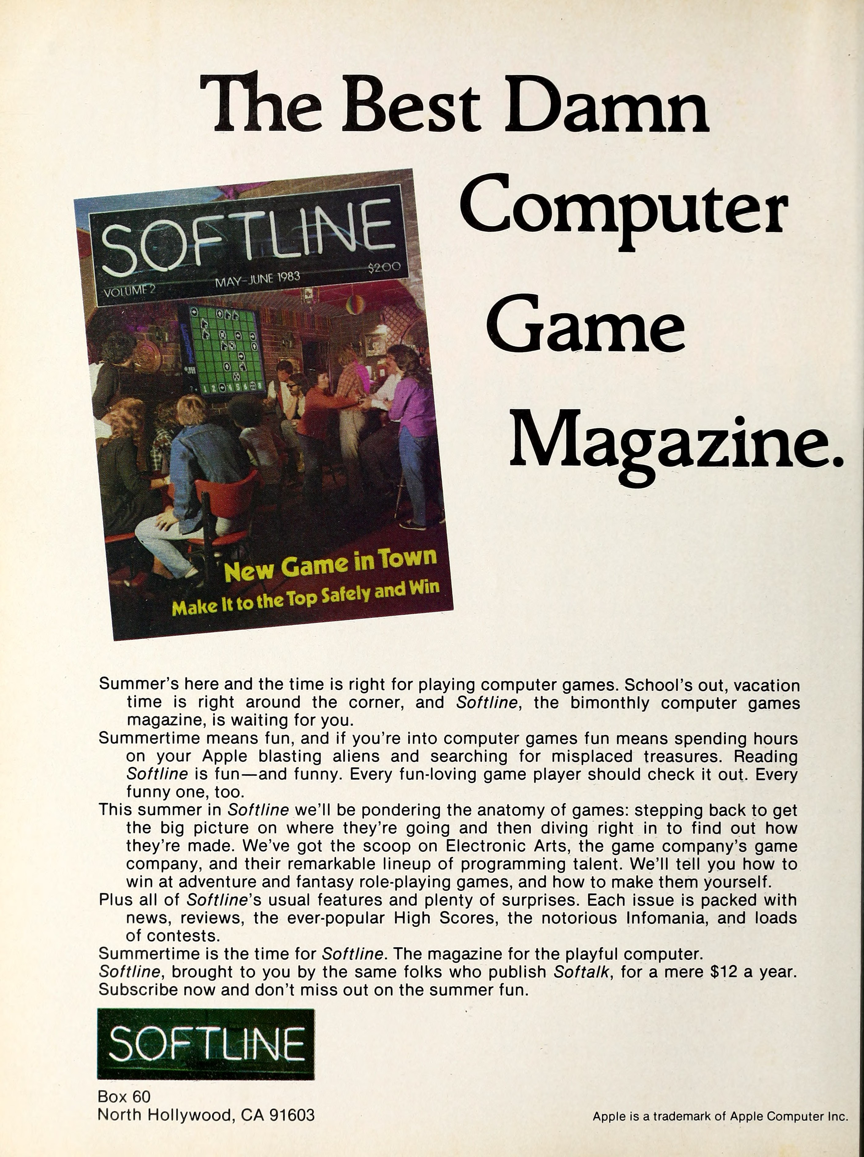 The Best Damn
Computer
Game
Magazine.
SOFTLINE
VOLUME 2
MAY–JUNE 1983
$2.00
New Game in Town
Make It to the Top Safely and Win
Summer's here and the time is right for playing computer games. School's out, vacation
time is right around the corner, and Softline, the bimonthly computer games
magazine, is waiting for you.
Summertime means fun, and if you're into computer games fun means spending hours
on your Apple blasting aliens and searching for misplaced treasures. Reading
Softline is fun—and funny. Every fun-loving game player should check it out. Every
funny one, too.
This summer in Softline we'll be pondering the anatomy of games: stepping back to get
the big picture on where they're going and then diving right in to find out how
they're made. We've got the scoop on Electronic Arts, the game company's game
company, and their remarkable lineup of programming talent. We'll tell you how to
win at adventure and fantasy role-playing games, and how to make them yourself.
Plus all of Softline's usual features and plenty of surprises. Each issue is packed with
news, reviews, the ever-popular High Scores, the notorious Infomania, and loads
of contests.
Summertime is the time for Softline. The magazine for the playful computer.
Softline, brought to you by the same folks who publish Softalk, for a mere $12 a year.
Subscribe now and don't miss out on the summer fun.
SOFTLINE
Box 60
North Hollywood, CA 91603
Apple is a trademark of Apple Computer Inc.